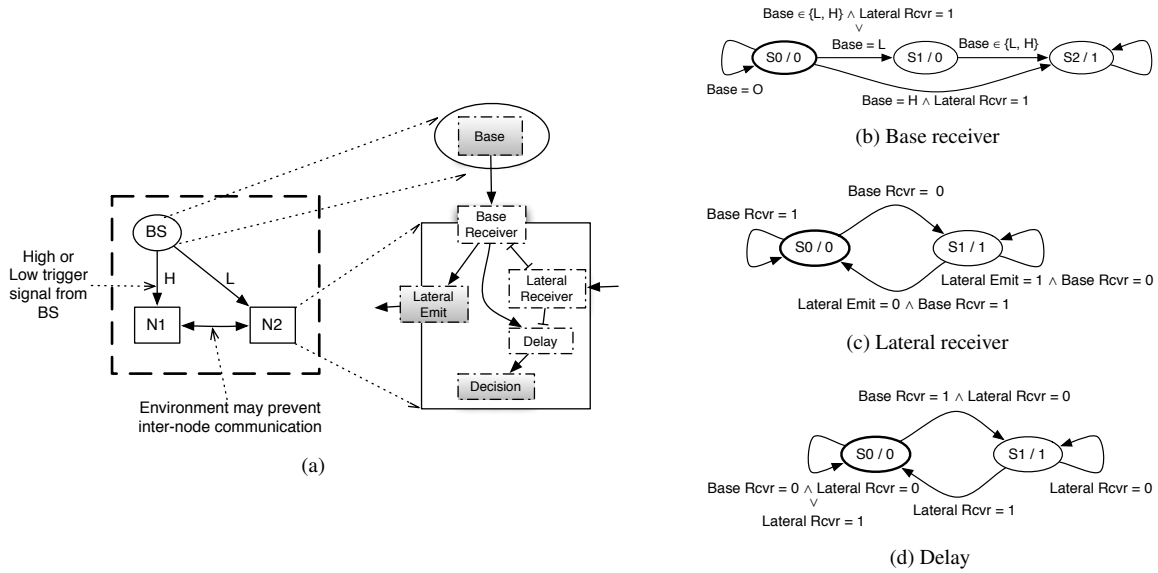 BS
H
L
N1
N2
High or
Low trigger
signal from
BS
Environment may prevent
inter-node communication
Base
Base
Receiver
Lateral
Receiver
Lateral
Emit
Delay
Decision
(a)
Base ∈ {L, H} ∧ Lateral Rcvr = 1
∨
Base = L
Base ∈ {L, H}
S0 / 0
S1 / 0
S2 / 1
Base = O
Base = H ∧ Lateral Rcvr = 1
(b) Base receiver
Base Rcvr = 0
Base Rcvr = 1
S0 / 0
S1 / 1
Lateral Emit = 1 ∧ Base Rcvr = 0
Lateral Emit = 0 ∧ Base Rcvr = 1
(c) Lateral receiver
Base Rcvr = 1 ∧ Lateral Rcvr = 0
S0 / 0
S1 / 1
Base Rcvr = 0 ∧ Lateral Rcvr = 0
∨
Lateral Rcvr = 1
Lateral Rcvr = 1
Lateral Rcvr = 0
(d) Delay